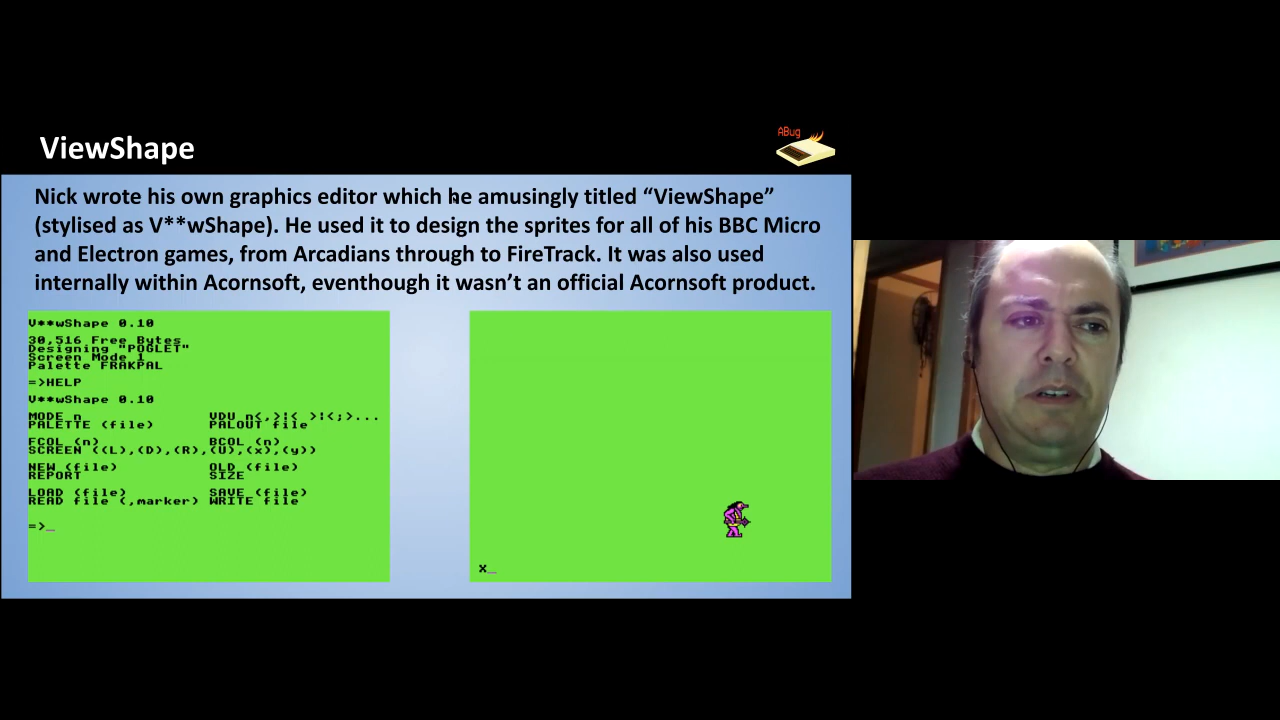 ViewShape
ABug
Nick wrote his own graphics editor which he amusingly titled “ViewShape”
(stylised as V**wShape). He used it to design the sprites for all of his BBC Micro
and Electron games, from Arcadians through to FireTrack. It was also used
internally within Acornsoft, eventhough it wasn’t an official Acornsoft product.
V**wShape 0.10
30,516 Free Bytes
Designing "POGLET"
Screen Mode 1
Palette FRAKPAL
=>HELP
V**wShape 0.10
MODE n VDU n<,>¦< >¦<;>...
PALETTE (file) PALOUT file
FCOL (n) BCOL (n)
SCREEN ((L),(D),(R),(U),(x),(y))
NEW (file) OLD (file)
REPORT SIZE
LOAD (file) SAVE (file)
READ file (,marker) WRITE file
=>_
x_